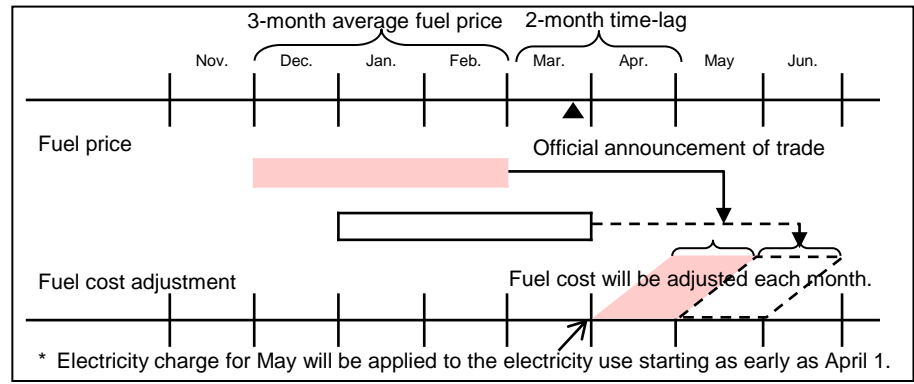 3-month average fuel price 2-month time-lag
Nov. Dec. Jan. Feb. Mar. Apr. May Jun.
Fuel price
Official announcement of trade
Fuel cost adjustment
Fuel cost will be adjusted each month.
* Electricity charge for May will be applied to the electricity use starting as early as April 1.